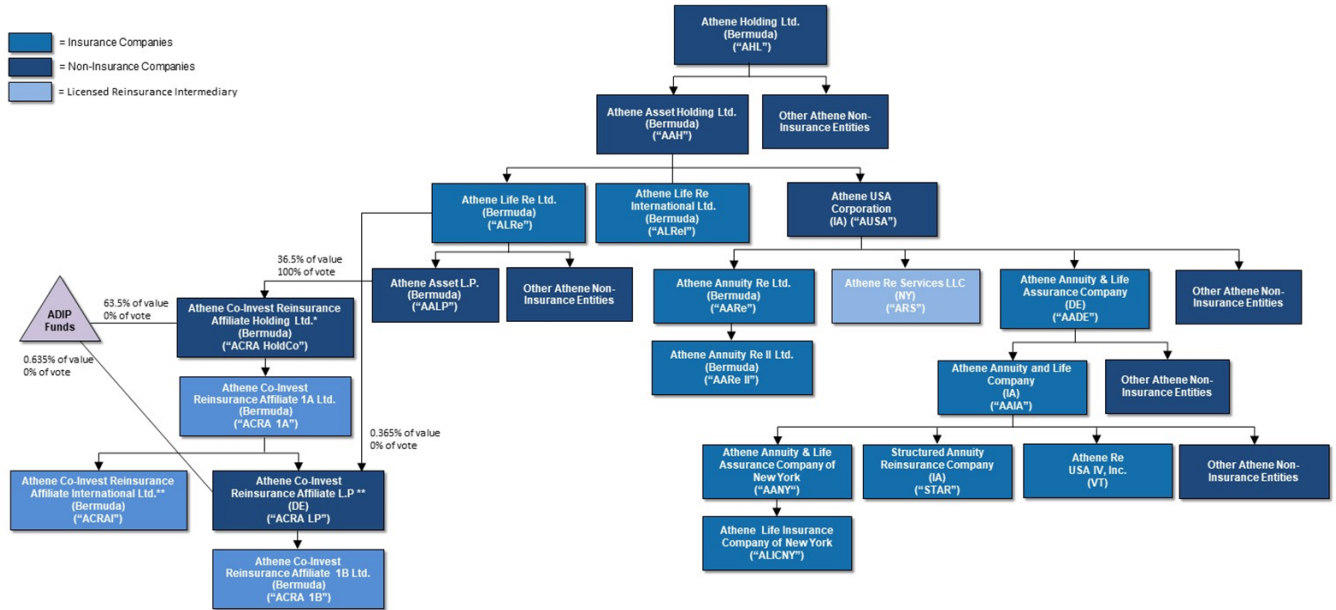 Athene Holding Ltd.
(Bermuda)
(“AHL”)
= Insurance Companies
= Non-Insurance Companies
= Licensed Reinsurance Intermediary
Athene Asset Holding Ltd.
(Bermuda)
(“AAH”)
Other Athene Non-
Insurance Entities
Athene Life Re Ltd.
(Bermuda)
(“ALRe”)
Athene Life Re
International Ltd.
(Bermuda)
(“ALReI”)
Athene USA
Corporation
(IA) (“AUSA”)
36.5% of value
100% of vote
Athene Asset L.P.
(Bermuda)
(“AALP”)
Other Athene Non-
Insurance Entities
Athene Annuity Re Ltd.
(Bermuda)
(“AARe”)
Athene Re Services LLC
(NY)
(“ARS”)
Athene Annuity & Life
Assurance Company
(DE)
(“AADE”)
Other Athene Non-
Insurance Entities
ADIP
Funds
63.5% of value
0% of vote
Athene Co-Invest Reinsurance
Affiliate Holding Ltd.*
(Bermuda)
(“ACRA HoldCo”)
0.635% of value
0% of vote
Athene Annuity Re II Ltd.
(Bermuda)
(“AARe II”)
Athene Annuity and Life
Company
(IA)
(“AAIA”)
Other Athene Non-
Insurance Entities
Athene Co-Invest
Reinsurance Affiliate 1A Ltd.
(Bermuda)
(“ACRA 1A”)
0.365% of value
0% of vote
Athene Annuity & Life
Assurance Company of
New York
(“AANY“)
Structured Annuity
Reinsurance Company
(IA)
(“STAR”)
Athene Re
USA IV, Inc.
(VT)
Other Athene Non-
Insurance Entities
Athene Co-Invest Reinsurance
Affiliate International Ltd.**
(Bermuda)
(“ACRAI”)
Athene Co-Invest
Reinsurance Affiliate L.P **
(DE)
(“ACRA LP”)
Athene Life Insurance
Company of New York
(“ALICNY”)
Athene Co-Invest
Reinsurance Affiliate 1B Ltd.
(Bermuda)
(“ACRA 1B”)